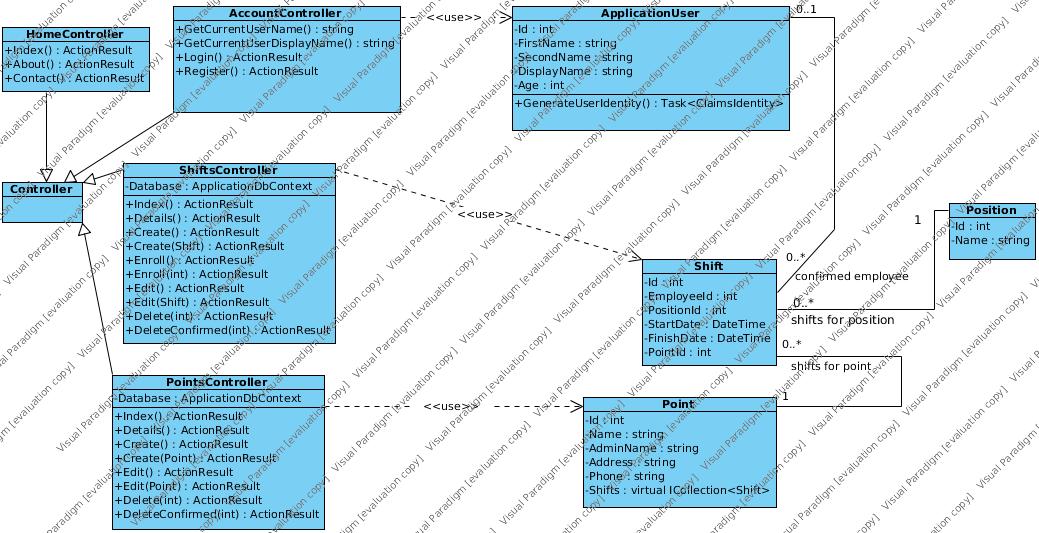 HomeController
+Index() : ActionResult
+About() : ActionResult
+Contact() : ActionResult
AccountController
+GetCurrentUserName() : string
+GetCurrentUserDisplayName() : string
+Login() : ActionResult
+Register() : ActionResult
<<use>>
ApplicationUser
-Id : int
-FirstName : string
-SecondName : string
-DisplayName : string
-Age : int
+GenerateUserIdentity() : Task<ClaimsIdentity>
0..1
Controller
ShiftsController
-Database : ApplicationDbContext
+Index() : ActionResult
+Details() : ActionResult
+Create() : ActionResult
+Create(Shift) : ActionResult
+Enroll() : ActionResult
+Enroll(int) : ActionResult
+Edit() : ActionResult
+Edit(Shift) : ActionResult
+Delete(int) : ActionResult
+DeleteConfirmed(int) : ActionResult
<<use>>
Position
-Id : int
-Name : string
1
Shift
-Id : int
-EmployeeId : int
-PositionId : int
-StartDate : DateTime
-FinishDate : DateTime
-PointId : int
0..*
confirmed employee
0..*
shifts for position
0..*
shifts for point
1
PointsController
-Database : ApplicationDbContext
+Index() : ActionResult
+Details() : ActionResult
+Create() : ActionResult
+Create(Point) : ActionResult
+Edit() : ActionResult
+Edit(Point) : ActionResult
+Delete(int) : ActionResult
+DeleteConfirmed(int) : ActionResult
<<use>>
Point
-Id : int
-Name : string
-AdminName : string
-Address : string
-Phone : string
-Shifts : virtual ICollection<Shift>
Visual Paradigm [evaluation copy]